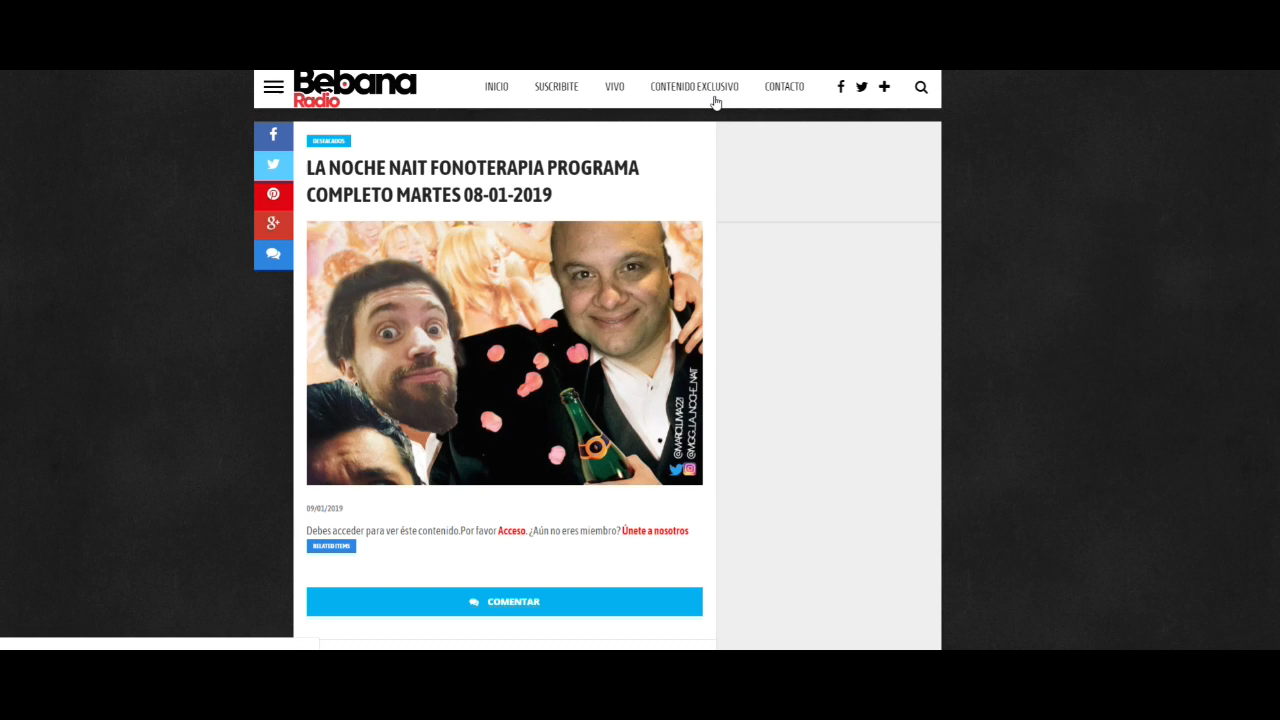 Bebana
Radio
INICIO
SUSCRIBITE
VIVO
CONTENIDO EXCLUSIVO
CONTACTO
DESTACADOS
LA NOCHE NAIT FONOTERAPIA PROGRAMA
COMPLETO MARTES 08-01-2019
@MARCLLIMAZZI
@MGG_LA_NOCHE_NAIT
09/01/2019
Debes acceder para ver éste contenido.Por favor Acceso. ¿Aún no eres miembro? Únete a nosotros
RELATED ITEMS
COMENTAR